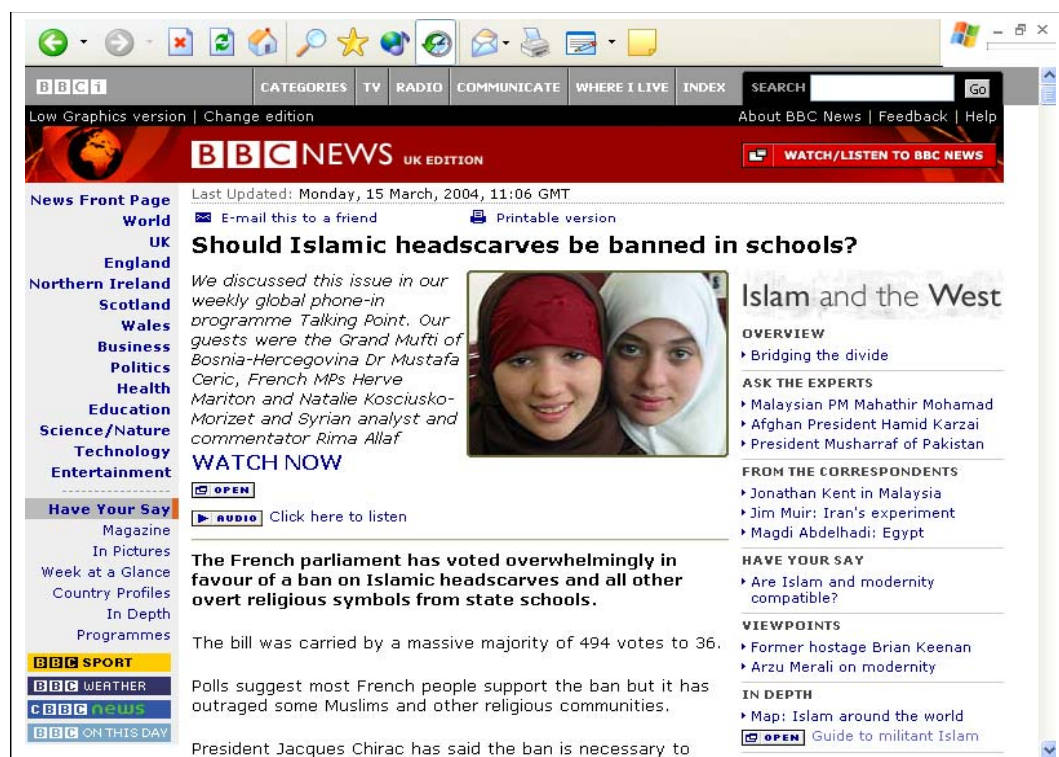 BBCi
CATEGORIES TV RADIO COMMUNICATE WHERE I LIVE INDEX SEARCH Go
Low Graphics version | Change edition
About BBC News | Feedback | Help
BBC NEWS UK EDITION
WATCH/LISTEN TO BBC NEWS
News Front Page
World
UK
England
Northern Ireland
Scotland
Wales
Business
Politics
Health
Education
Science/Nature
Technology
Entertainment
Have Your Say
Magazine
In Pictures
Week at a Glance
Country Profiles
In Depth
Programmes
BBC SPORT
BBC WEATHER
CBBC news
BBC ON THIS DAY
Last Updated: Monday, 15 March, 2004, 11:06 GMT
E-mail this to a friend
Printable version
Should Islamic headscarves be banned in schools?
We discussed this issue in our
weekly global phone-in
programme Talking Point. Our
guests were the Grand Mufti of
Bosnia-Hercegovina Dr Mustafa
Ceric, French MPs Herve
Mariton and Natalie Kosciusko-
Morizet and Syrian analyst and
commentator Rima Allaf
WATCH NOW
OPEN
AUDIO Click here to listen
The French parliament has voted overwhelmingly in
favour of a ban on Islamic headscarves and all other
overt religious symbols from state schools.
The bill was carried by a massive majority of 494 votes to 36.
Polls suggest most French people support the ban but it has
outraged some Muslims and other religious communities.
President Jacques Chirac has said the ban is necessary to
Islam and the West
OVERVIEW
Bridging the divide
ASK THE EXPERTS
Malaysian PM Mahathir Mohamad
Afghan President Hamid Karzai
President Musharraf of Pakistan
FROM THE CORRESPONDENTS
Jonathan Kent in Malaysia
Jim Muir: Iran's experiment
Magdi Abdelhadi: Egypt
HAVE YOUR SAY
Are Islam and modernity
compatible?
VIEWPOINTS
Former hostage Brian Keenan
Arzu Merali on modernity
IN DEPTH
Map: Islam around the world
OPEN Guide to militant Islam